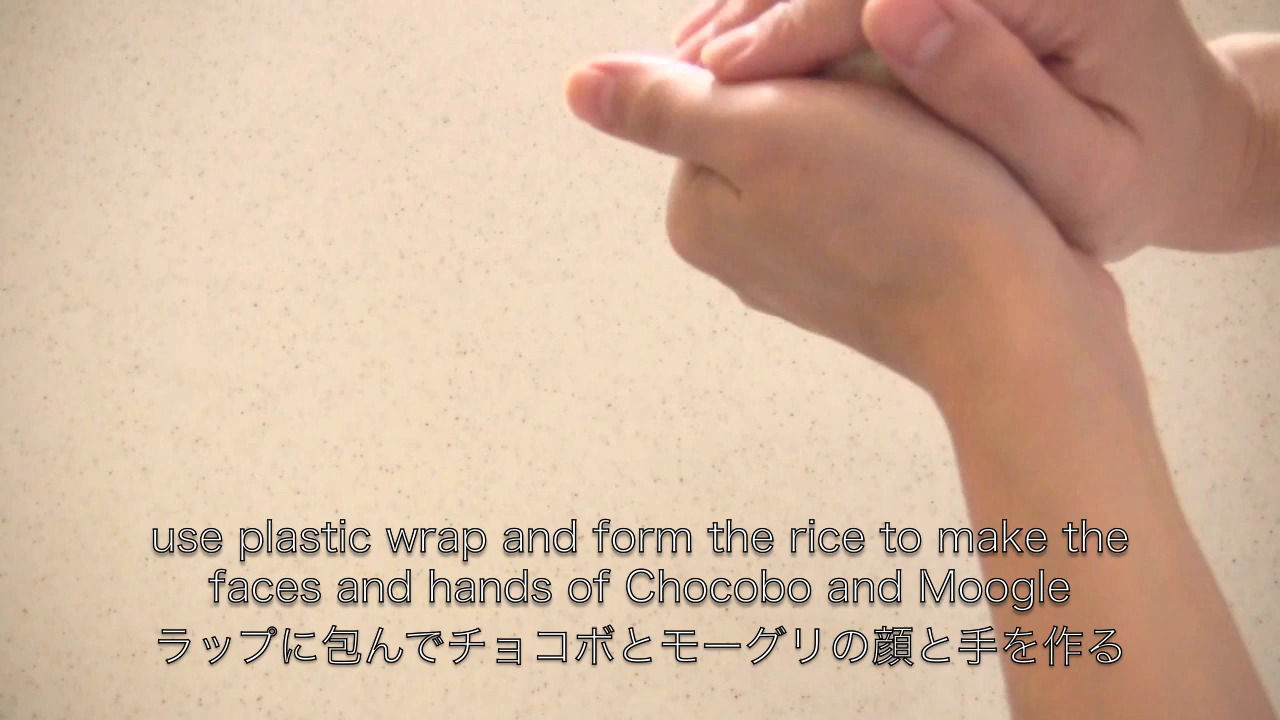 use plastic wrap and form the rice to make the
faces and hands of Chocobo and Moogle
ラップに包んでチョコボとモーグリの顔と手を作る